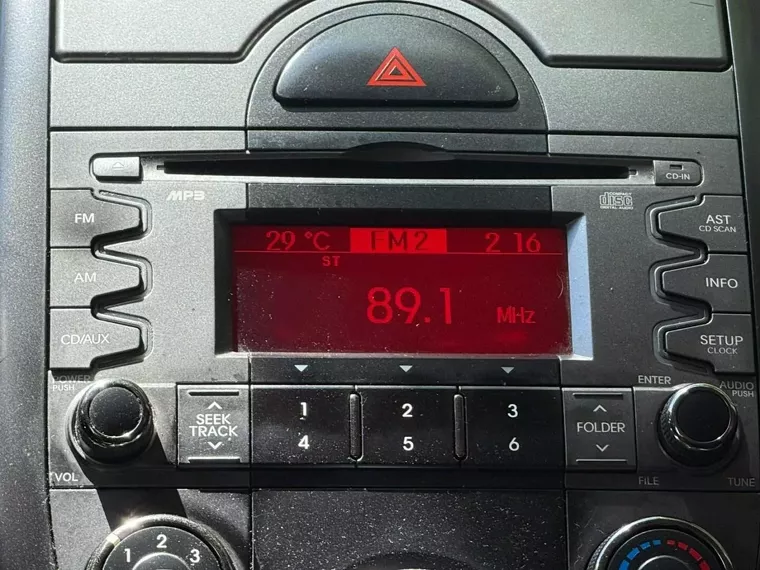 CD-IN
MP3
COMPACT
disc
DIGITAL AUDIO
FM
AST
CD SCAN
29 °C FM2 2 16
ST
AM
INFO
89.1 MHz
CD/AUX
SETUP
CLOCK
POWER
PUSH
ENTER
AUDIO
PUSH
SEEK
TRACK
1 2 3
4 5 6
FOLDER
VOL
FILE
TUNE
1 2 3